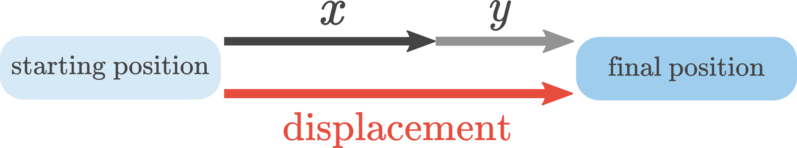 x y
starting position
final position
displacement